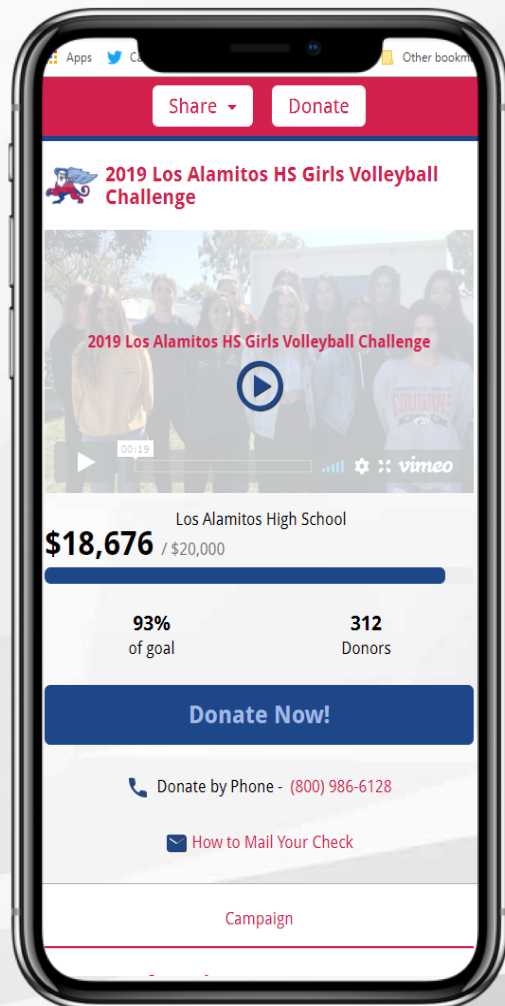 Apps
Other bookm
Share
Donate
2019 Los Alamitos HS Girls Volleyball
Challenge
2019 Los Alamitos HS Girls Volleyball Challenge
COUGARS
00:19
vimeo
Los Alamitos High School
$18,676 / $20,000
93%
312
of goal
Donors
Donate Now!
Donate by Phone - (800) 986-6128
How to Mail Your Check
Campaign